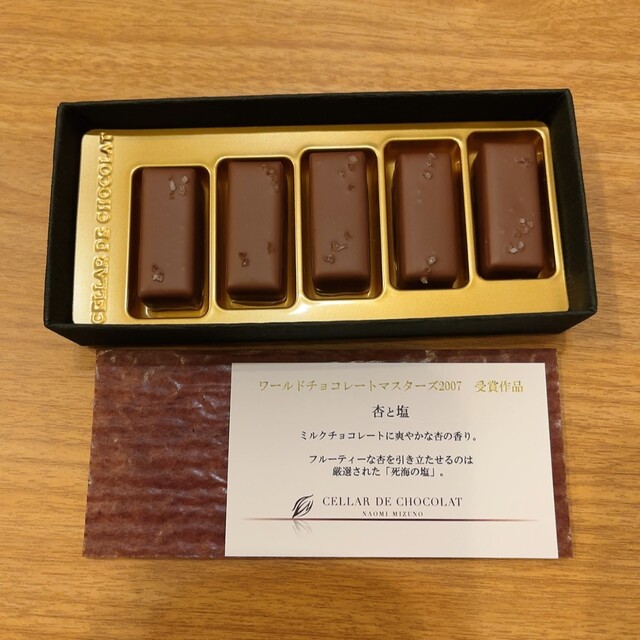 CELLAR DE CHOCOLAT
ワールドチョコレートマスターズ2007　受賞作品
杏と塩
ミルクチョコレートに爽やかな杏の香り。
フルーティーな杏を引き立たせるのは
厳選された「死海の塩」。
CELLAR DE CHOCOLAT
NAOMI MIZUNO